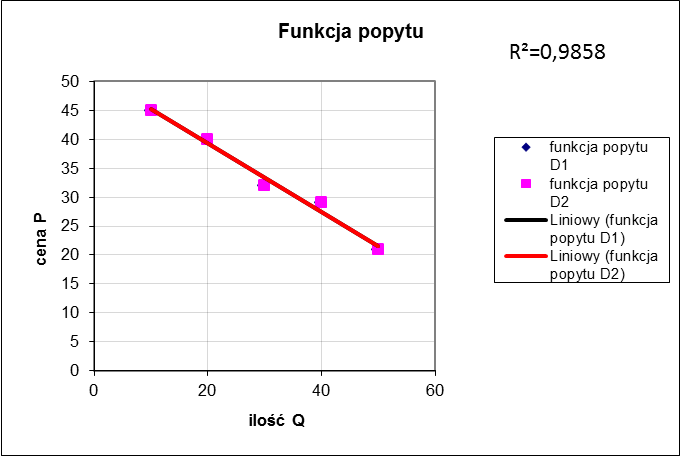 Funkcja popytu
R²=0,9858
50
45
40
35
30
25
20
15
10
5
0
cena P
0 20 40 60
ilość Q
funkcja popytu
D1
funkcja popytu
D2
Liniowy (funkcja
popytu D1)
Liniowy (funkcja
popytu D2)